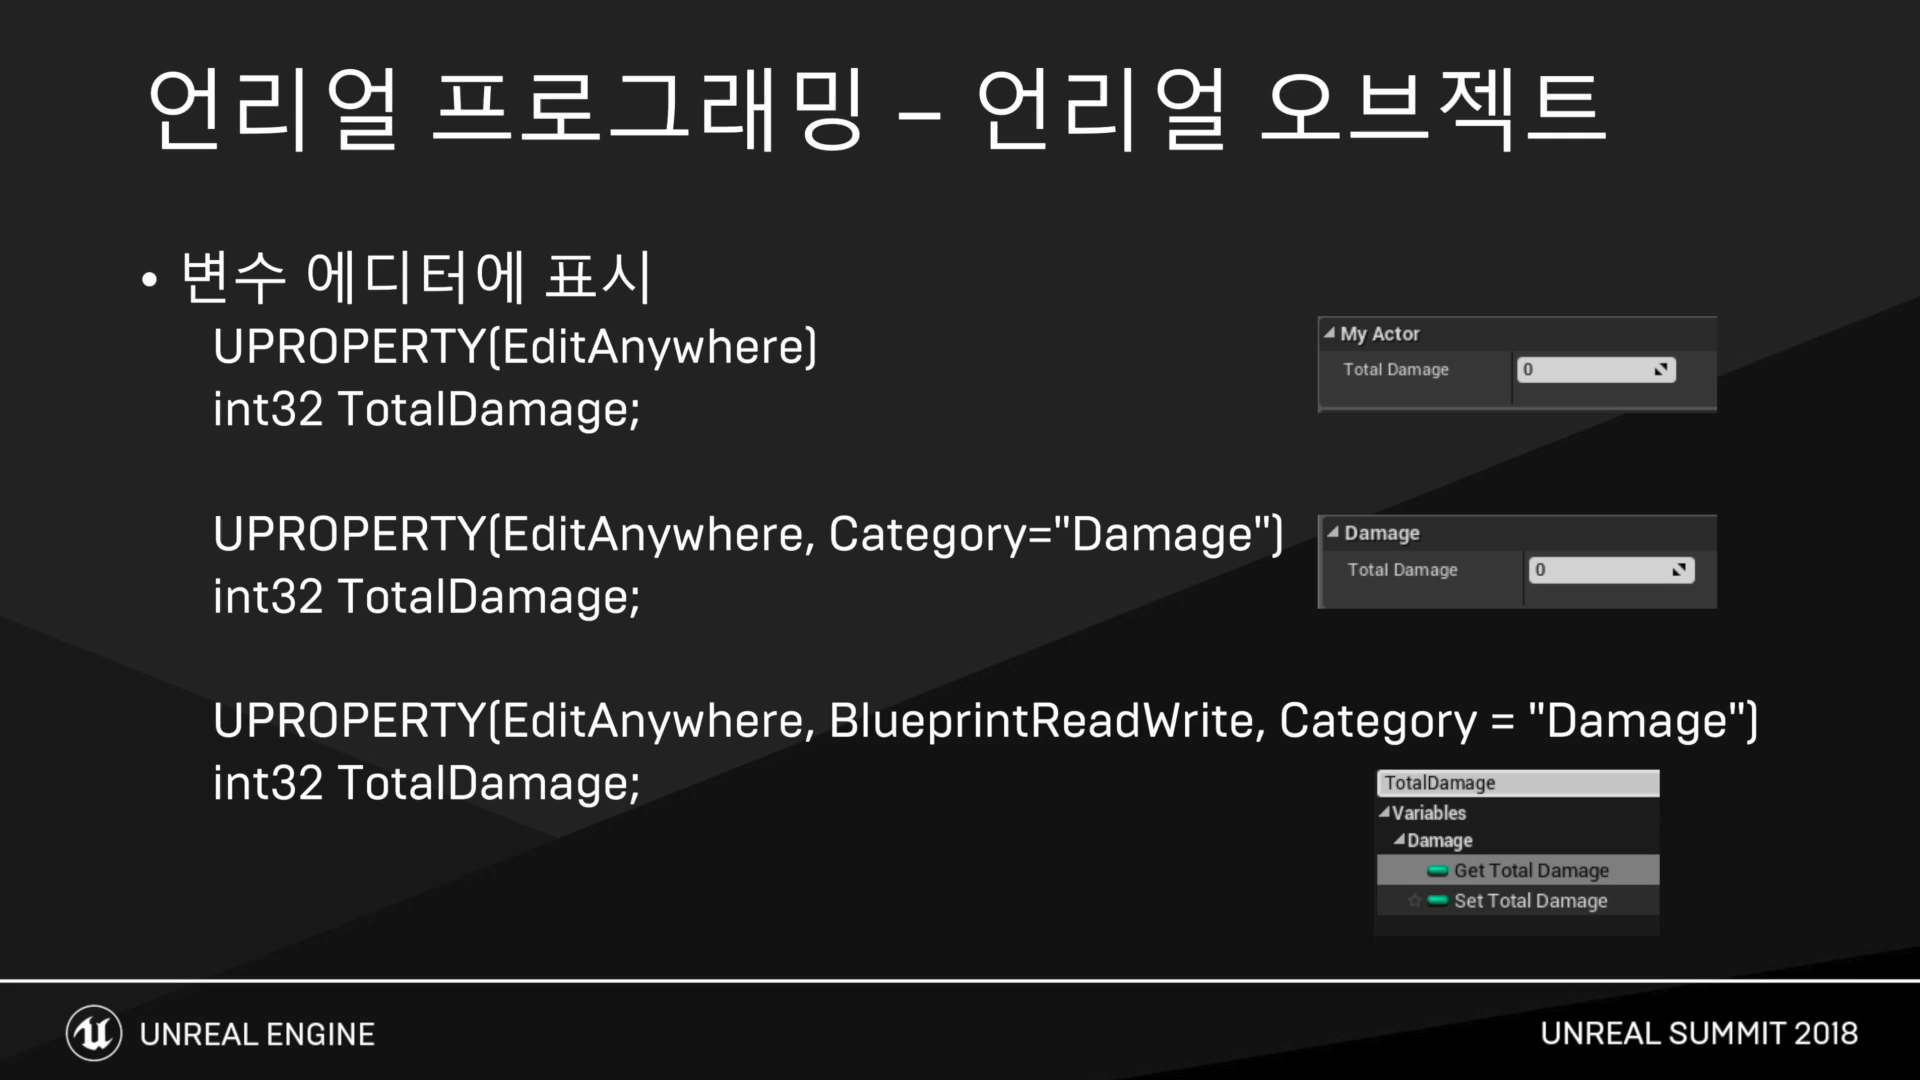 언리얼 프로그래밍 – 언리얼 오브젝트
• 변수 에디터에 표시
UPROPERTY(EditAnywhere)
int32 TotalDamage;
My Actor
Total Damage 0
UPROPERTY(EditAnywhere, Category="Damage")
int32 TotalDamage;
Damage
Total Damage 0
UPROPERTY(EditAnywhere, BlueprintReadWrite, Category = "Damage")
int32 TotalDamage;
TotalDamage
Variables
Damage
Get Total Damage
Set Total Damage
UNREAL ENGINE
UNREAL SUMMIT 2018